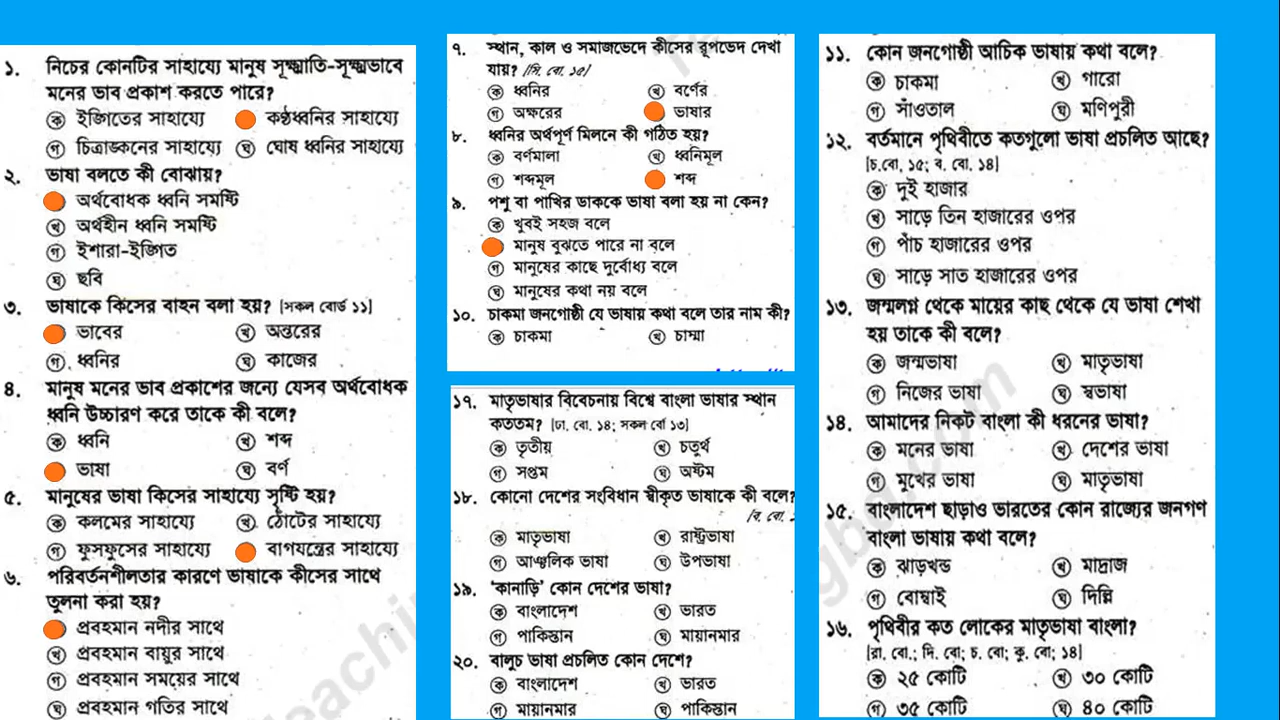 ১. নিচের কোনটির সাহায্যে মানুষ সূক্ষ্মাতি-সূক্ষ্মভাবে
মনের ভাব প্রকাশ করতে পারে?
ক ইঙ্গিতের সাহায্যে কণ্ঠধ্বনির সাহায্যে
গ চিত্রাঙ্কনের সাহায্যে ঘ ঘোষ ধ্বনির সাহায্যে
২. ভাষা বলতে কী বোঝায়?
অর্থবোধক ধ্বনি সমষ্টি
খ অর্থহীন ধ্বনি সমষ্টি
গ ইশারা-ইঙ্গিত
ঘ ছবি
৩. ভাষাকে কিসের বাহন বলা হয়? [সকল বোর্ড ১১]
ভাবের খ অন্তরের
গ ধ্বনির ঘ কাজের
৪. মানুষ মনের ভাব প্রকাশের জন্যে যেসব অর্থবোধক
ধ্বনি উচ্চারণ করে তাকে কী বলে?
ক ধ্বনি খ শব্দ
ভাষা ঘ বর্ণ
৫. মানুষের ভাষা কিসের সাহায্যে সৃষ্টি হয়?
ক কলমের সাহায্যে খ ঠোঁটের সাহায্যে
গ ফুসফুসের সাহায্যে বাগযন্ত্রের সাহায্যে
৬. পরিবর্তনশীলতার কারণে ভাষাকে কীসের সাথে
তুলনা করা হয়?
প্রবহমান নদীর সাথে
খ প্রবহমান বায়ুর সাথে
গ প্রবহমান সময়ের সাথে
ঘ প্রবহমান গতির সাথে
৭. স্থান, কাল ও সমাজভেদে কীসের রূপভেদ দেখা
যায়? [সি. বো. ১৫]
ক ধ্বনির খ বর্ণের
গ অক্ষরের ভাষার
৮. ধ্বনির অর্থপূর্ণ মিলনে কী গঠিত হয়?
ক বর্ণমালা খ ধ্বনিমূল
গ শব্দমূল শব্দ
৯. পশু বা পাখির ডাককে ভাষা বলা হয় না কেন?
ক খুবই সহজ বলে
মানুষ বুঝতে পারে না বলে
গ মানুষের কাছে দুর্বোধ্য বলে
ঘ মানুষের কথা নয় বলে
১০. চাকমা জনগোষ্ঠী যে ভাষায় কথা বলে তার নাম কী?
ক চাকমা খ চাম্মা
১৭. মাতৃভাষার বিবেচনায় বিশ্বে বাংলা ভাষার স্থান
কততম? [ঢা. বো. ১৪; সকল বো ১৩]
ক তৃতীয় খ চতুর্থ
গ সপ্তম ঘ অষ্টম
১৮. কোনো দেশের সংবিধান স্বীকৃত ভাষাকে কী বলে?
[ব. বো.
ক মাতৃভাষা খ রাষ্ট্রভাষা
গ আঞ্চলিক ভাষা ঘ উপভাষা
১৯. ‘কানাড়ি’ কোন দেশের ভাষা?
ক বাংলাদেশ খ ভারত
গ পাকিস্তান ঘ মায়ানমার
২০. বালুচ ভাষা প্রচলিত কোন দেশে?
ক বাংলাদেশ খ ভারত
গ মায়ানমার ঘ পাকিস্তান
১১. কোন জনগোষ্ঠী আচিক ভাষায় কথা বলে?
ক চাকমা খ গারো
গ সাঁওতাল ঘ মণিপুরী
১২. বর্তমানে পৃথিবীতে কতগুলো ভাষা প্রচলিত আছে?
[চ.বো, ১৫; ব. বো, ১৪]
ক দুই হাজার
খ সাড়ে তিন হাজারের ওপর
গ পাঁচ হাজারের ওপর
ঘ সাড়ে সাত হাজারের ওপর
১৩. জন্মলগ্ন থেকে মায়ের কাছ থেকে যে ভাষা শেখা
হয় তাকে কী বলে?
ক জন্মভাষা খ মাতৃভাষা
গ নিজের ভাষা ঘ স্বভাষা
১৪. আমাদের নিকট বাংলা কী ধরনের ভাষা?
ক মনের ভাষা খ দেশের ভাষা
গ মুখের ভাষা ঘ মাতৃভাষা
১৫. বাংলাদেশ ছাড়াও ভারতের কোন রাজ্যের জনগণ
বাংলা ভাষায় কথা বলে?
ক ঝাড়খন্ড খ মাদ্রাজ
গ বোম্বাই ঘ দিল্লি
১৬. পৃথিবীর কত লোকের মাতৃভাষা বাংলা?
[রা. বো.; দি. বো; চ. বো; কু. বো; ১৪]
ক ২৫ কোটি খ ৩০ কোটি
গ ৩৫ কোটি ঘ ৪০ কোটি